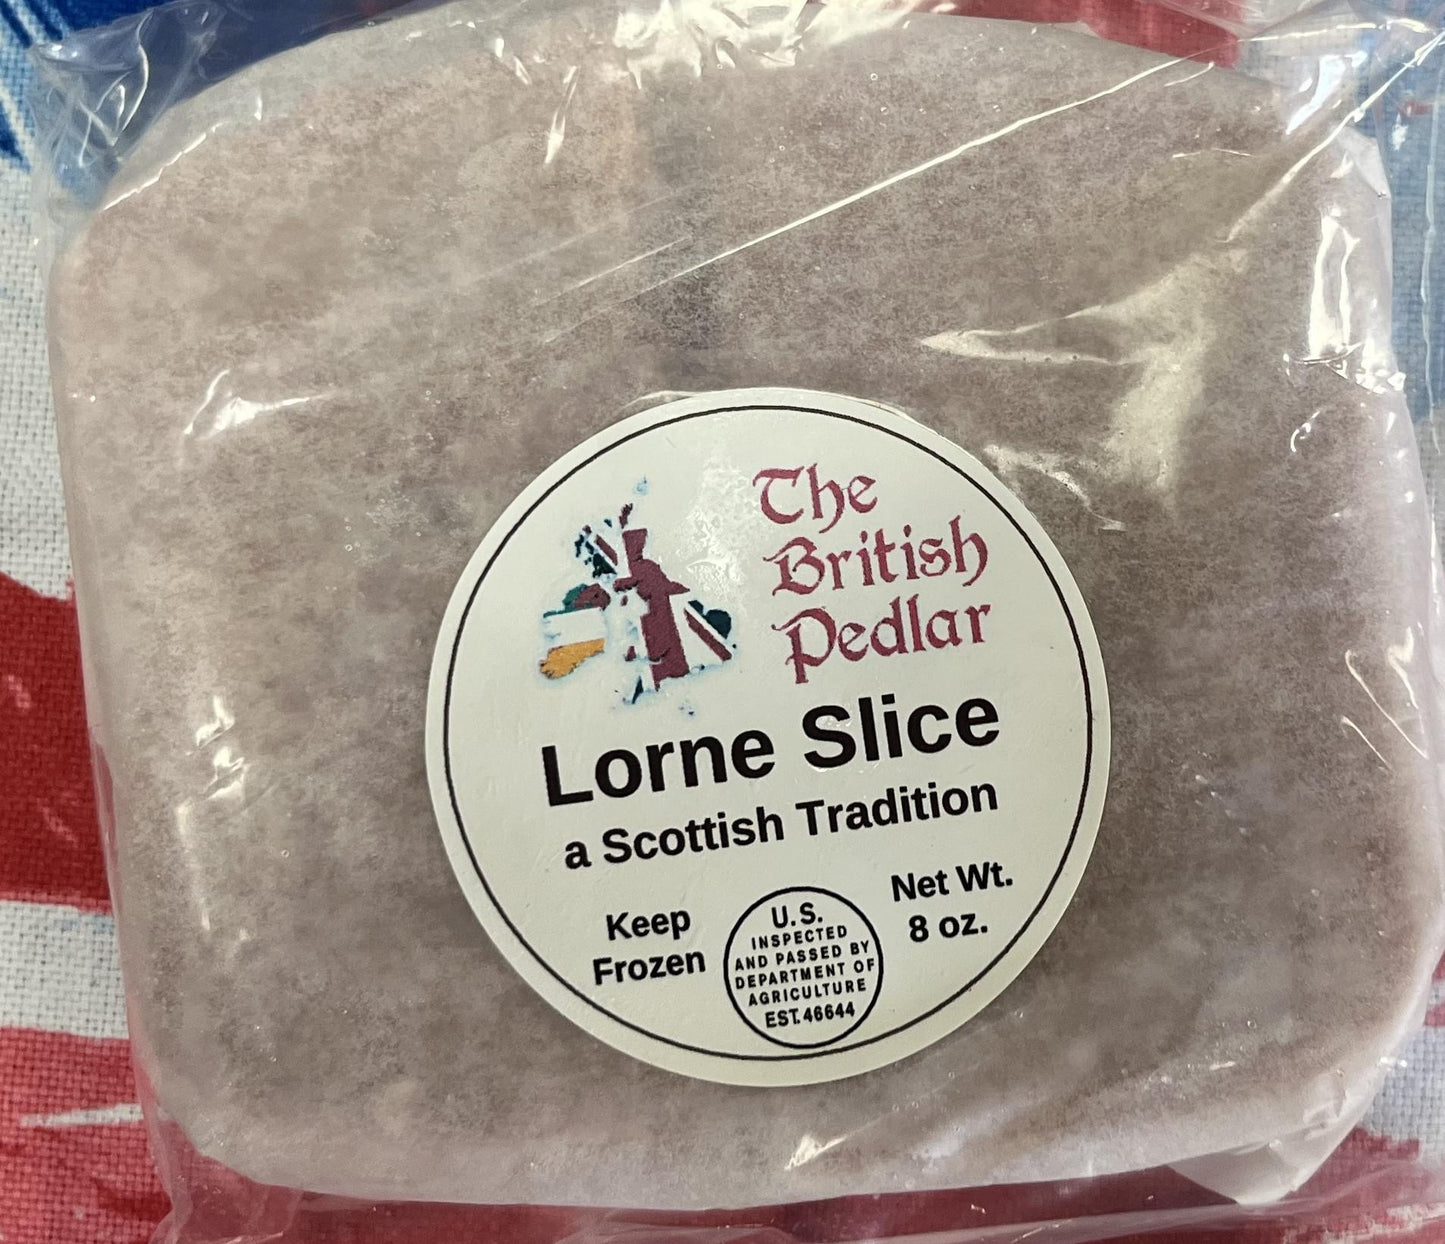 The
British
Pedlar
Lorne Slice
a Scottish Tradition
Keep
Frozen
U.S.
INSPECTED
AND PASSED BY
DEPARTMENT OF
AGRICULTURE
EST. 46644
Net Wt.
8 oz.